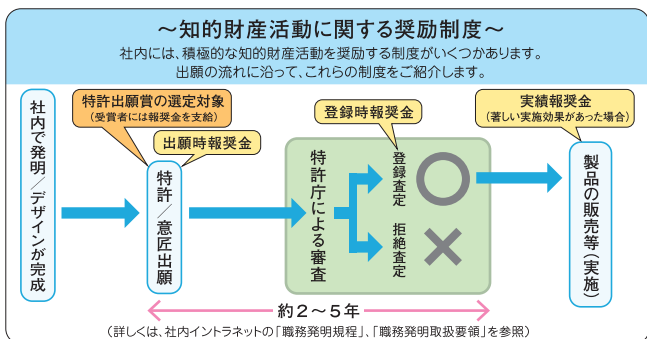 ～知的財産活動に関する奨励制度～
社内には、積極的な知的財産活動を奨励する制度がいくつかあります。
出願の流れに沿って、これらの制度をご紹介します。
特許出願賞の選定対象
(受賞者には報奨金を支給)
出願時報奨金
登録時報奨金
実績報奨金
(著しい実施効果があった場合)
社内で発明／デザインが完成
特許／意匠出願
特許庁による審査
登録査定
拒絶査定
製品の販売等(実施)
約2～5年
(詳しくは、社内イントラネットの「職務発明規程」、「職務発明取扱要領」を参照)